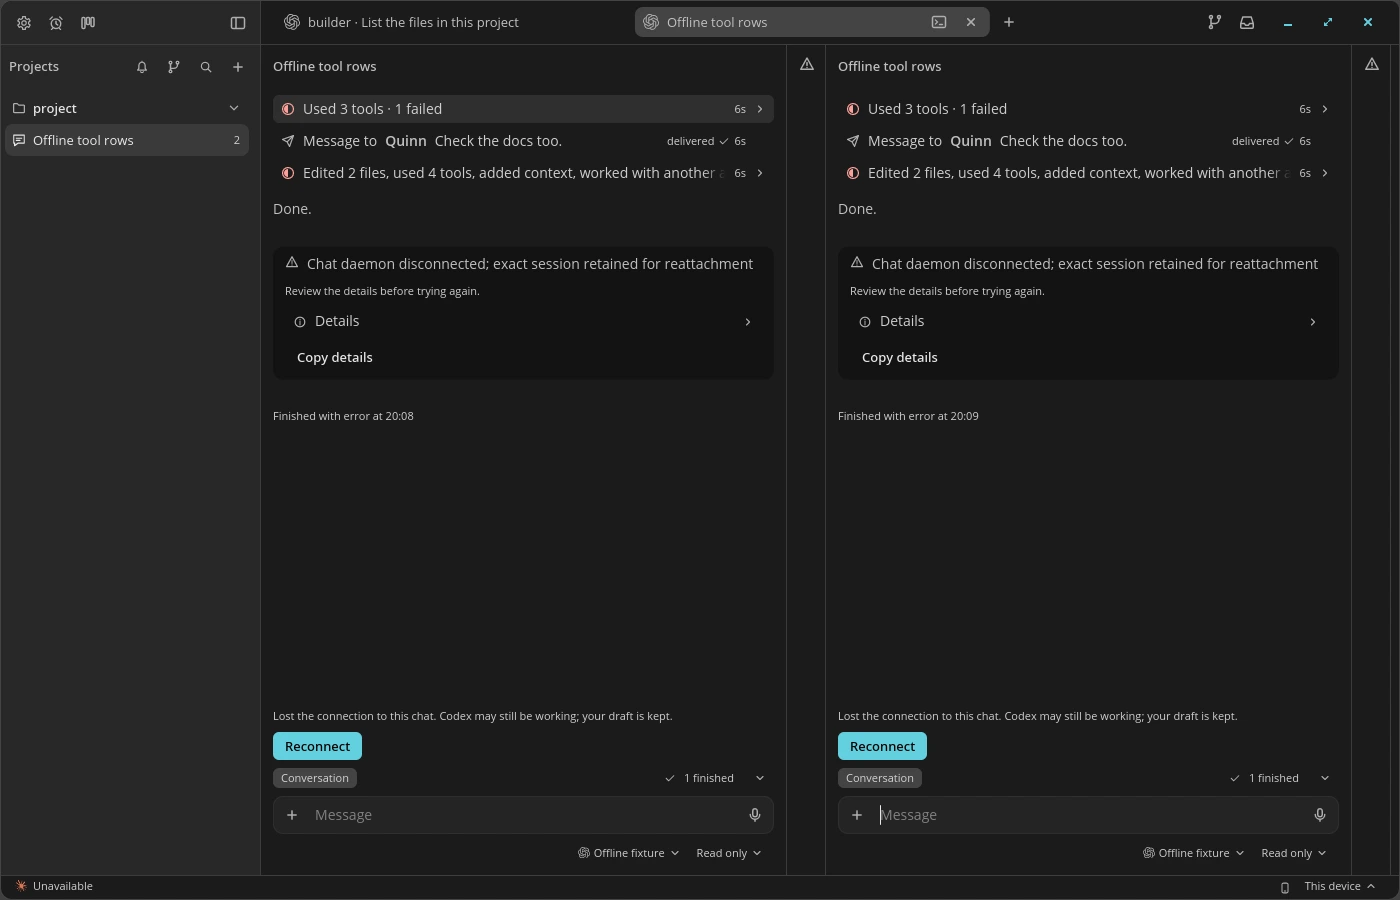 builder · List the files in this project
Offline tool rows
Projects
project
Offline tool rows 2
Offline tool rows
Used 3 tools · 1 failed 6s
Message to Quinn Check the docs too. delivered 6s
Edited 2 files, used 4 tools, added context, worked with another 6s
Done.
Chat daemon disconnected; exact session retained for reattachment
Review the details before trying again.
Details
Copy details
Finished with error at 20:08
Lost the connection to this chat. Codex may still be working; your draft is kept.
Reconnect
Conversation 1 finished
Message
Offline fixture Read only
Offline tool rows
Used 3 tools · 1 failed 6s
Message to Quinn Check the docs too. delivered 6s
Edited 2 files, used 4 tools, added context, worked with another 6s
Done.
Chat daemon disconnected; exact session retained for reattachment
Review the details before trying again.
Details
Copy details
Finished with error at 20:09
Lost the connection to this chat. Codex may still be working; your draft is kept.
Reconnect
Conversation 1 finished
Message
Offline fixture Read only
Unavailable
This device